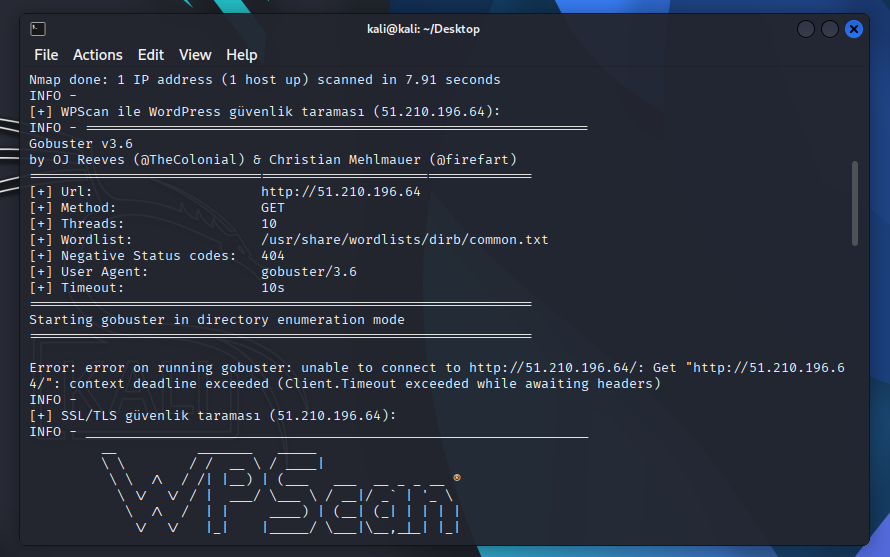 kali@kali: ~/Desktop
File Actions Edit View Help
Nmap done: 1 IP address (1 host up) scanned in 7.91 seconds
INFO -
[+] WPScan ile WordPress güvenlik taraması (51.210.196.64):
INFO - ===============================================================
Gobuster v3.6
by OJ Reeves (@TheColonial) & Christian Mehlmauer (@firefart)
===============================================================
[+] Url:                     http://51.210.196.64
[+] Method:                  GET
[+] Threads:                 10
[+] Wordlist:                /usr/share/wordlists/dirb/common.txt
[+] Negative Status codes:   404
[+] User Agent:              gobuster/3.6
[+] Timeout:                 10s
===============================================================
Starting gobuster in directory enumeration mode
===============================================================
Error: error on running gobuster: unable to connect to http://51.210.196.64/: Get "http://51.210.196.6
4/": context deadline exceeded (Client.Timeout exceeded while awaiting headers)
INFO -
[+] SSL/TLS güvenlik taraması (51.210.196.64):
INFO - _______________________________________________________________
WPScan ®
KALI